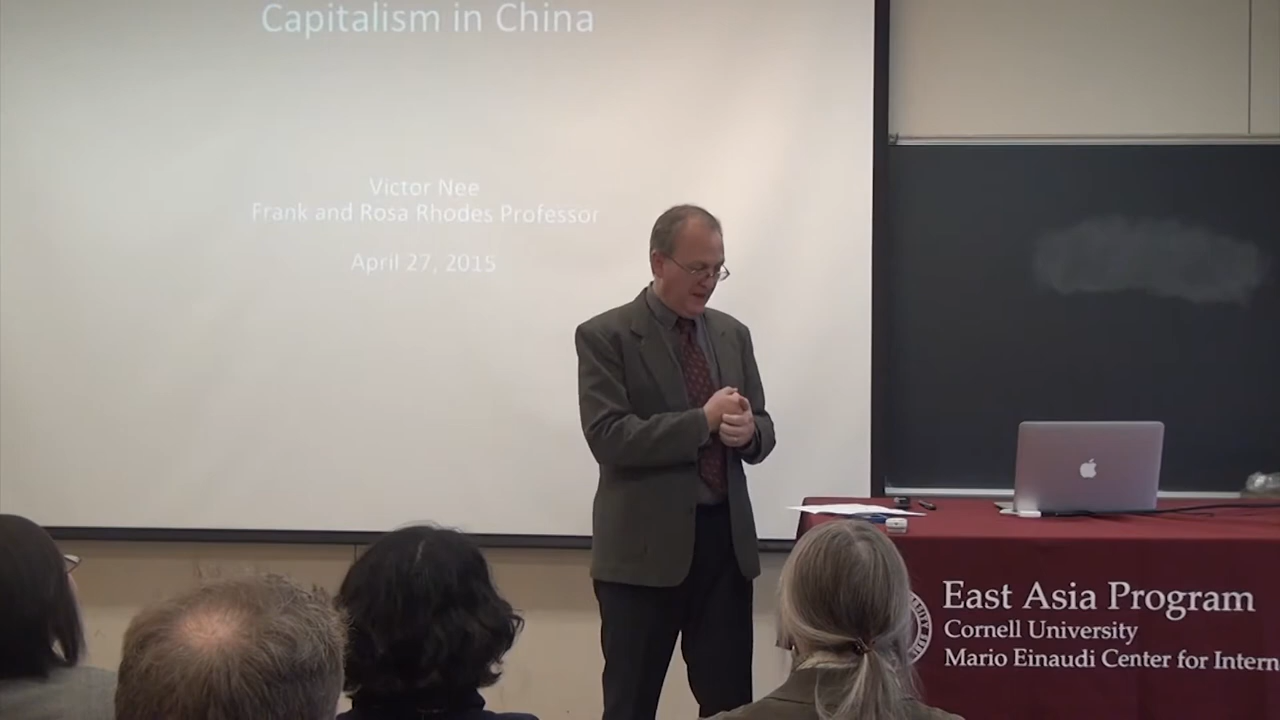 Capitalism in China
Victor Nee
Frank and Rosa Rhodes Professor
April 27, 2015
East Asia Program
Cornell University
Mario Einaudi Center for Intern